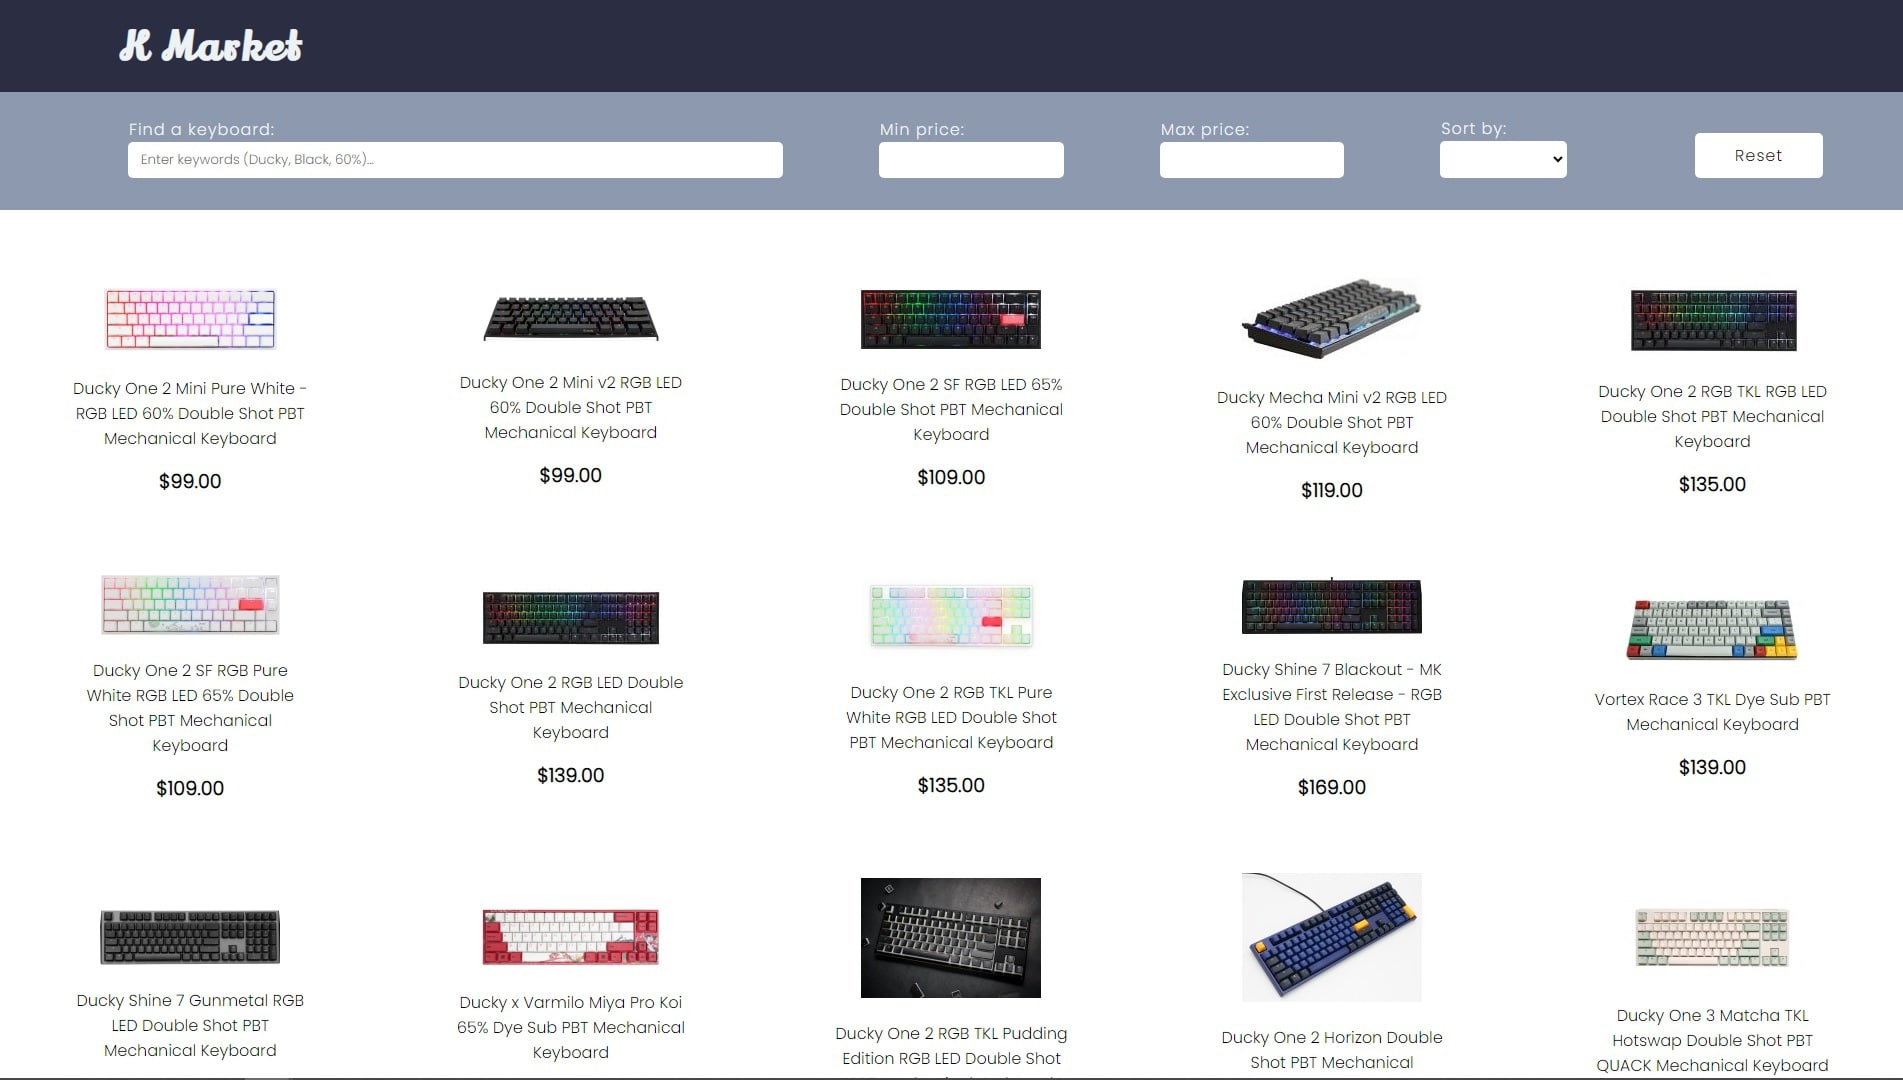 K Market
Find a keyboard:
Min price:
Max price:
Sort by:
Enter keywords (Ducky, Black, 60%)...
Reset
Ducky One 2 Mini Pure White -
RGB LED 60% Double Shot PBT
Mechanical Keyboard
$99.00
Ducky One 2 Mini v2 RGB LED
60% Double Shot PBT
Mechanical Keyboard
$99.00
Ducky One 2 SF RGB LED 65%
Double Shot PBT Mechanical
Keyboard
$109.00
Ducky Mecha Mini v2 RGB LED
60% Double Shot PBT
Mechanical Keyboard
$119.00
Ducky One 2 RGB TKL RGB LED
Double Shot PBT Mechanical
Keyboard
$135.00
Ducky One 2 SF RGB Pure
White RGB LED 65% Double
Shot PBT Mechanical
Keyboard
$109.00
Ducky One 2 RGB LED Double
Shot PBT Mechanical
Keyboard
$139.00
Ducky One 2 RGB TKL Pure
White RGB LED Double Shot
PBT Mechanical Keyboard
$135.00
Ducky Shine 7 Blackout - MK
Exclusive First Release - RGB
LED Double Shot PBT
Mechanical Keyboard
$169.00
Vortex Race 3 TKL Dye Sub PBT
Mechanical Keyboard
$139.00
Ducky Shine 7 Gunmetal RGB
LED Double Shot PBT
Mechanical Keyboard
Ducky x Varmilo Miya Pro Koi
65% Dye Sub PBT Mechanical
Keyboard
Ducky One 2 RGB TKL Pudding
Edition RGB LED Double Shot
Ducky One 2 Horizon Double
Shot PBT Mechanical
Ducky One 3 Matcha TKL
Hotswap Double Shot PBT
QUACK Mechanical Keyboard